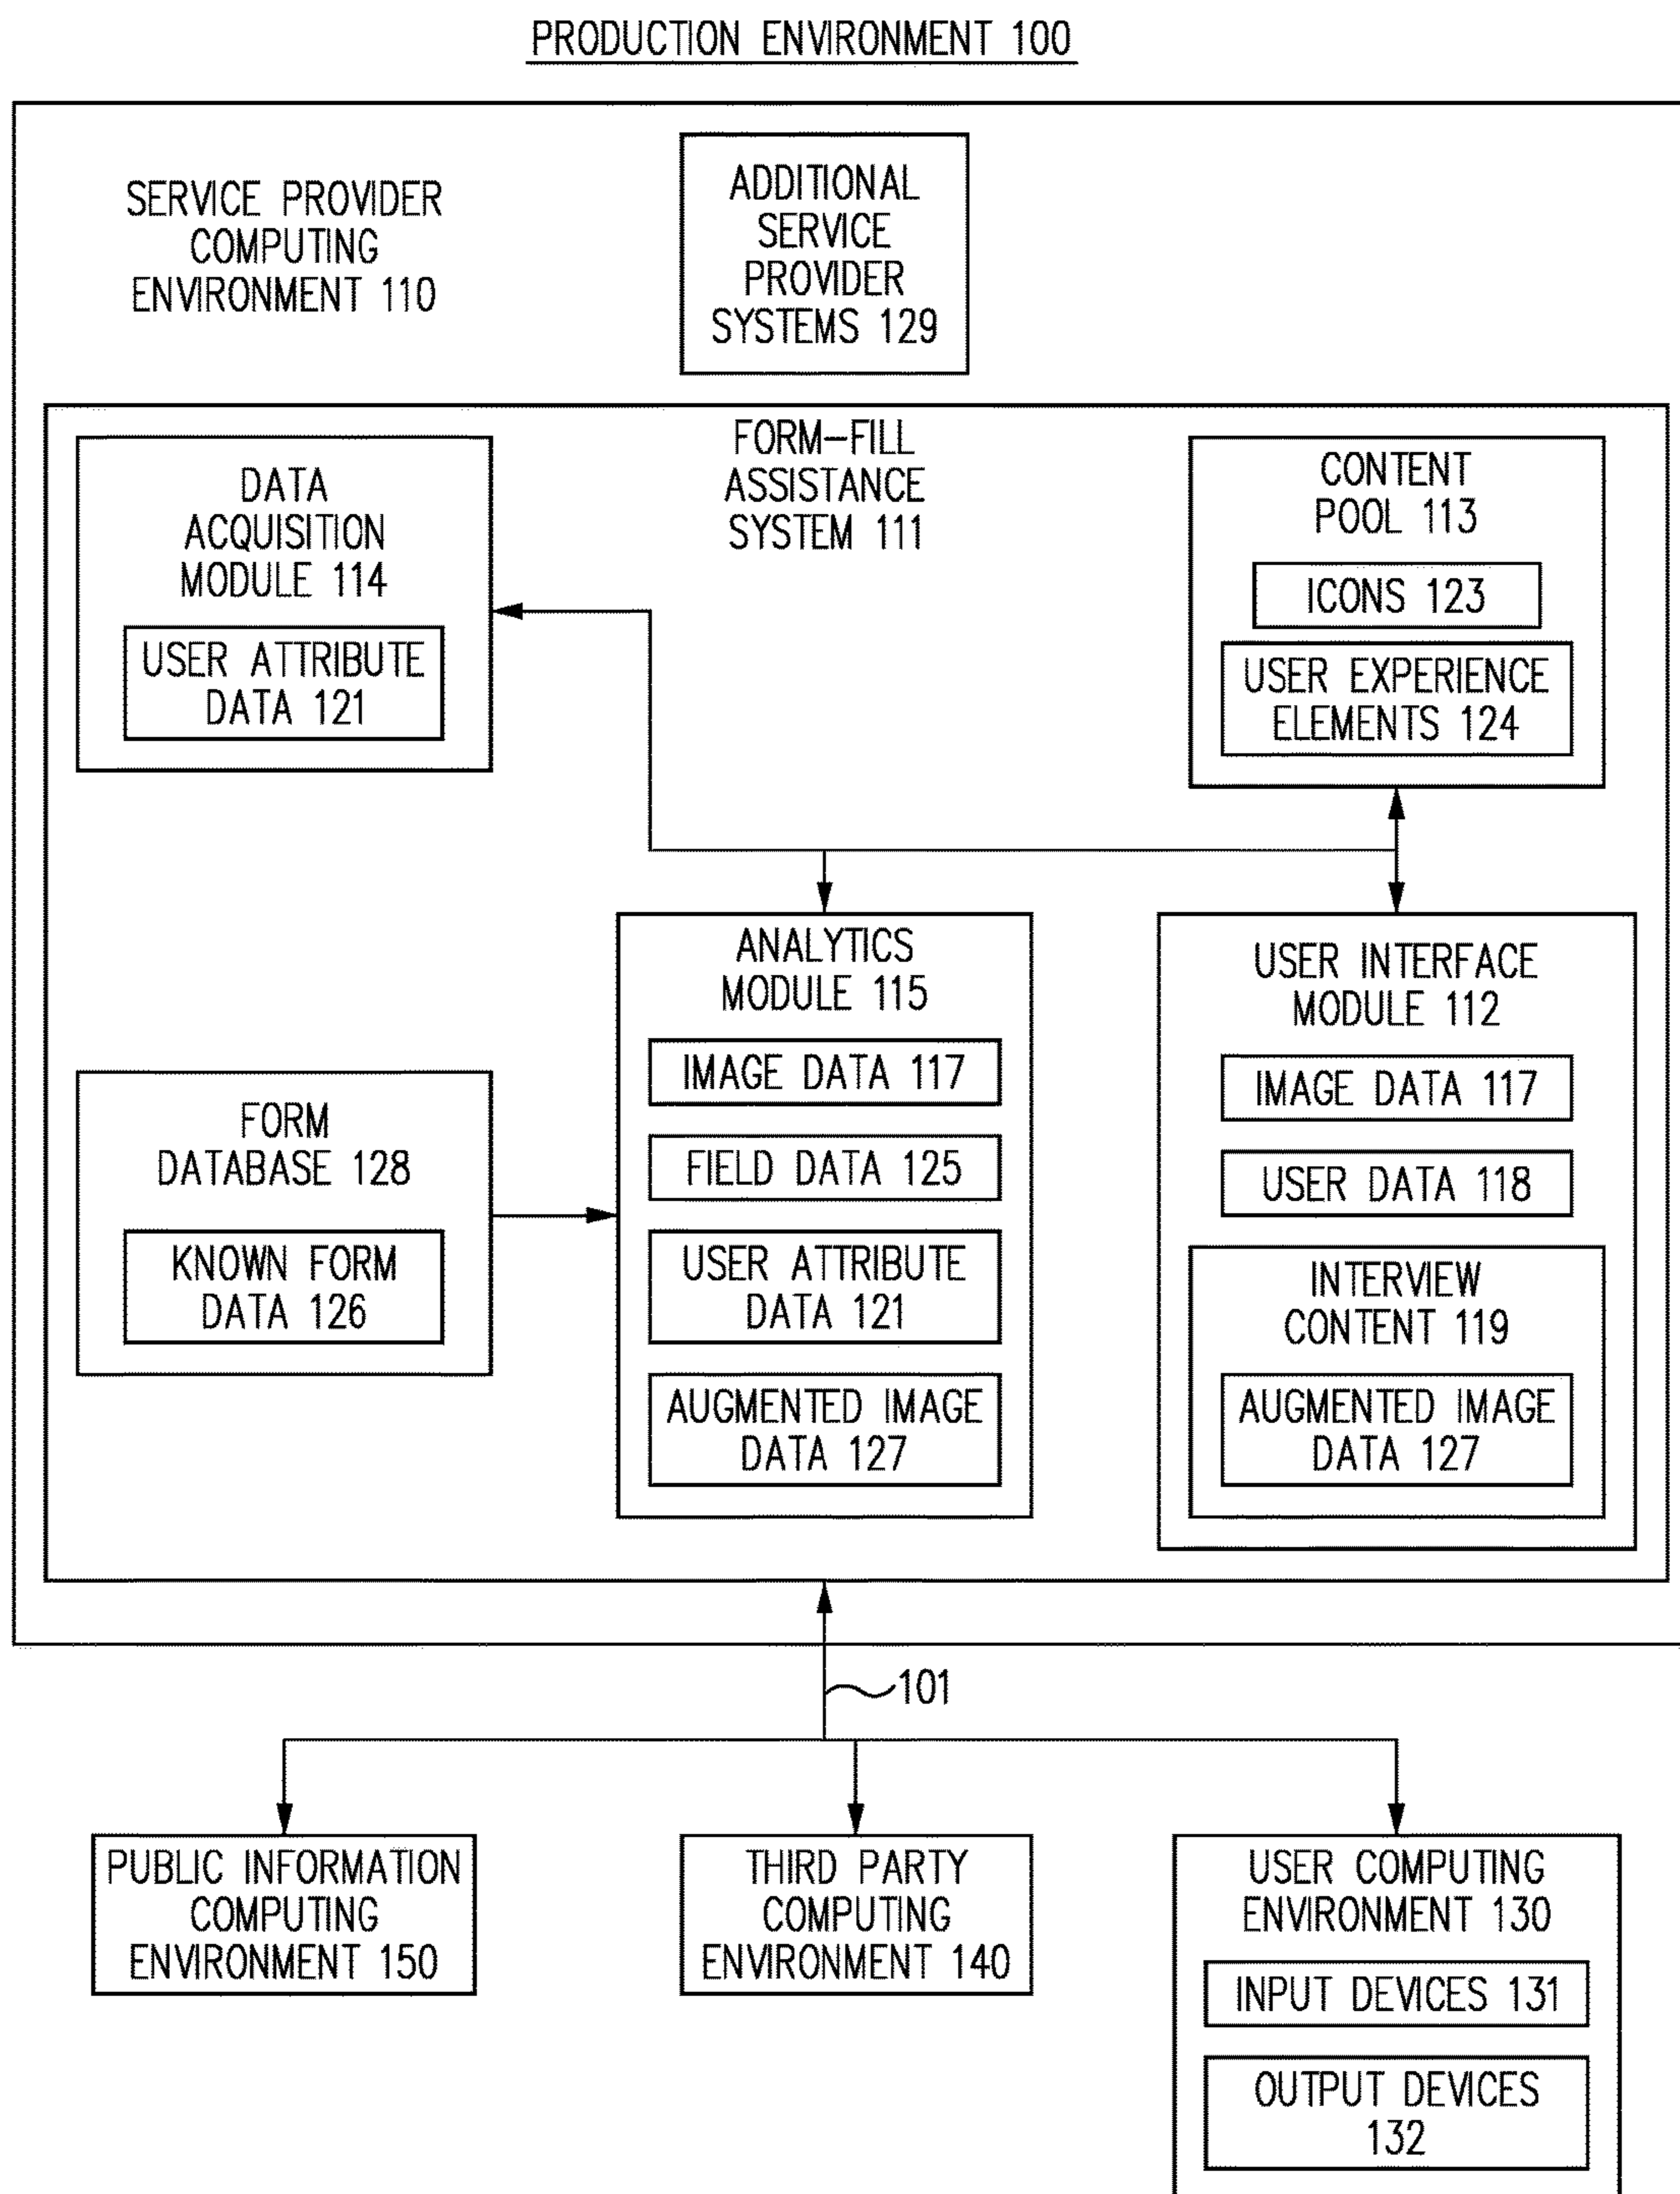 PRODUCTION ENVIRONMENT 100
SERVICE PROVIDER
COMPUTING
ENVIRONMENT 110
ADDITIONAL
SERVICE
PROVIDER
SYSTEMS 129
FORM-FILL
ASSISTANCE
SYSTEM 111
DATA
ACQUISITION
MODULE 114
USER ATTRIBUTE
DATA 121
CONTENT
POOL 113
ICONS 123
USER EXPERIENCE
ELEMENTS 124
FORM
DATABASE 128
KNOWN FORM
DATA 126
ANALYTICS
MODULE 115
IMAGE DATA 117
FIELD DATA 125
USER ATTRIBUTE
DATA 121
AUGMENTED IMAGE
DATA 127
USER INTERFACE
MODULE 112
IMAGE DATA 117
USER DATA 118
INTERVIEW
CONTENT 119
AUGMENTED IMAGE
DATA 127
101
PUBLIC INFORMATION
COMPUTING
ENVIRONMENT 150
THIRD PARTY
COMPUTING
ENVIRONMENT 140
USER COMPUTING
ENVIRONMENT 130
INPUT DEVICES 131
OUTPUT DEVICES
132